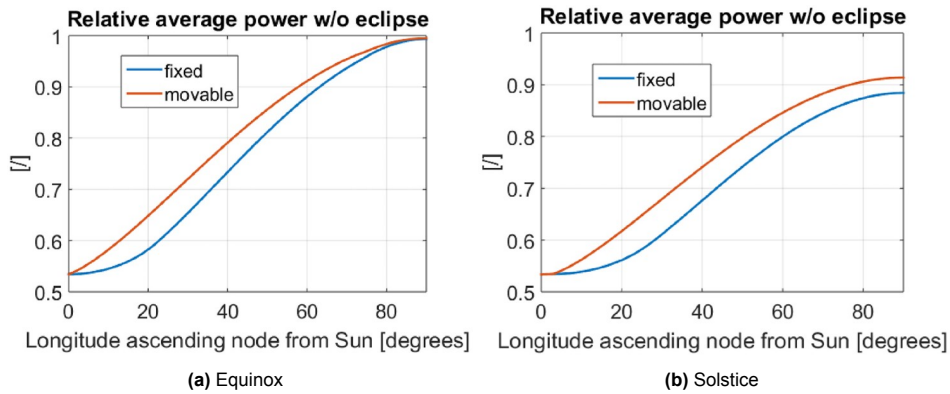 Relative average power w/o eclipse
1
0.9
0.8
0.7
0.6
0.5
[/]
fixed
movable
0
20
40
60
80
Longitude ascending node from Sun [degrees]
(a) Equinox
Relative average power w/o eclipse
1
0.9
0.8
0.7
0.6
0.5
[/]
fixed
movable
0
20
40
60
80
Longitude ascending node from Sun [degrees]
(b) Solstice